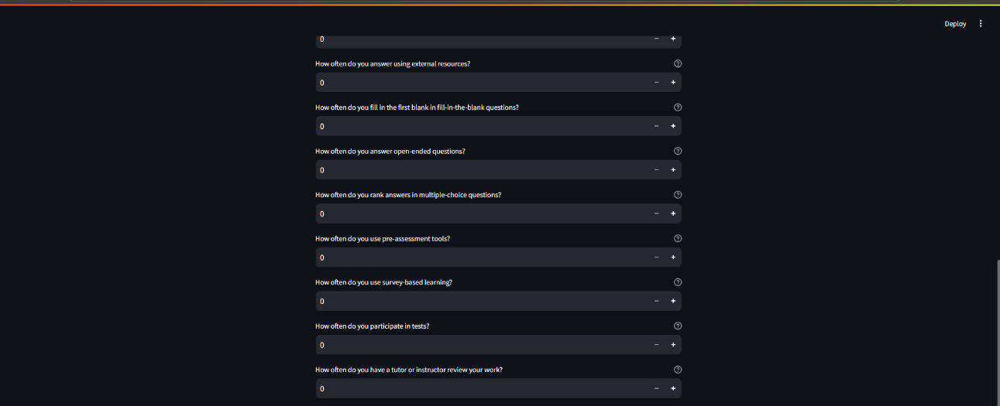 Deploy
0
How often do you answer using external resources?
0
How often do you fill in the first blank in fill-in-the-blank questions?
0
How often do you answer open-ended questions?
0
How often do you rank answers in multiple-choice questions?
0
How often do you use pre-assessment tools?
0
How often do you use survey-based learning?
0
How often do you participate in tests?
0
How often do you have a tutor or instructor review your work?
0